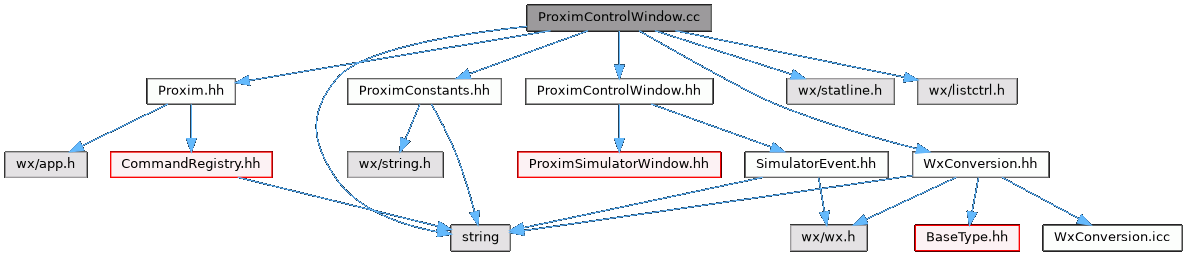 ProximControlWindow.cc
Proxim.hh
ProximConstants.hh
ProximControlWindow.hh
wx/statline.h
wx/listctrl.h
wx/app.h
CommandRegistry.hh
wx/string.h
ProximSimulatorWindow.hh
SimulatorEvent.hh
WxConversion.hh
string
wx/wx.h
BaseType.hh
WxConversion.icc